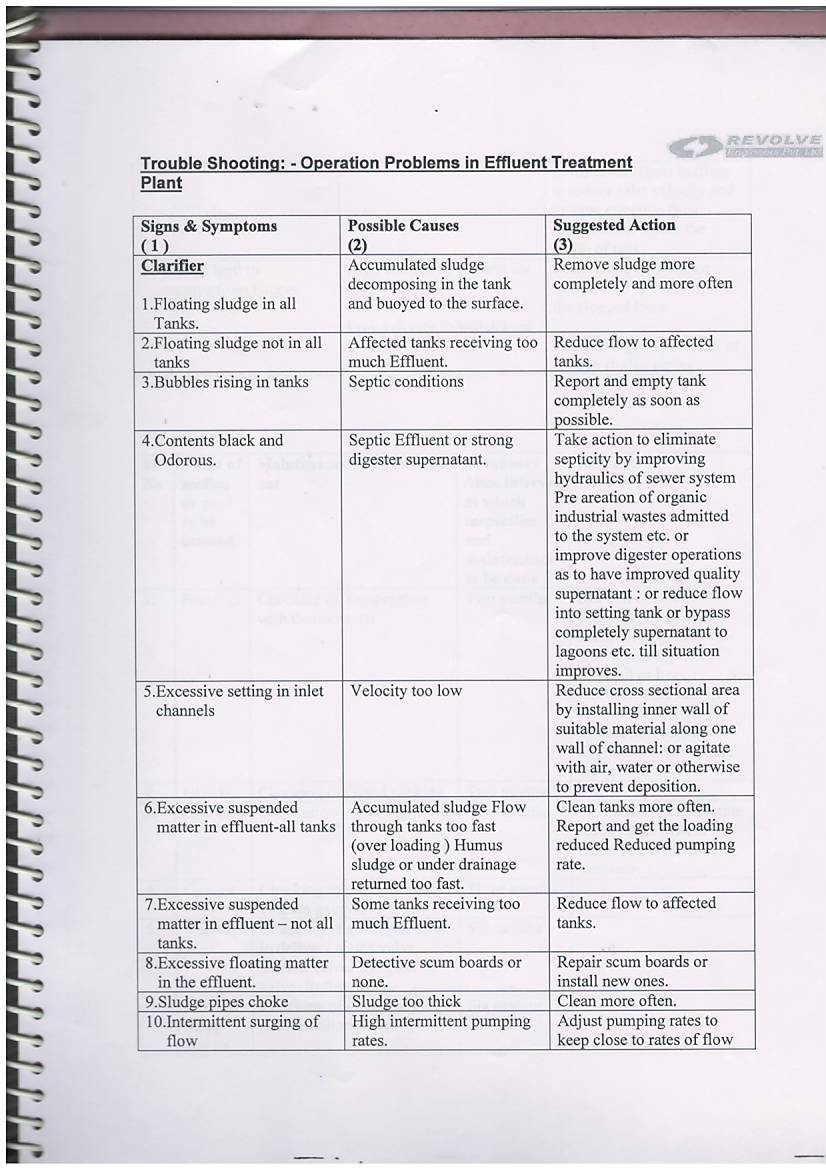 REVOLVE
Engineers Pvt. Ltd.
Trouble Shooting: - Operation Problems in Effluent Treatment
Plant
Signs & Symptoms
( 1 )
Possible Causes
(2)
Suggested Action
(3)
Clarifier
1.Floating sludge in all
Tanks.
Accumulated sludge
decomposing in the tank
and buoyed to the surface.
Remove sludge more
completely and more often
2.Floating sludge not in all
tanks
Affected tanks receiving too
much Effluent.
Reduce flow to affected
tanks.
3.Bubbles rising in tanks
Septic conditions
Report and empty tank
completely as soon as
possible.
4.Contents black and
Odorous.
Septic Effluent or strong
digester supernatant.
Take action to eliminate
septicity by improving
hydraulics of sewer system
Pre areation of organic
industrial wastes admitted
to the system etc. or
improve digester operations
as to have improved quality
supernatant : or reduce flow
into setting tank or bypass
completely supernatant to
lagoons etc. till situation
improves.
5.Excessive setting in inlet
channels
Velocity too low
Reduce cross sectional area
by installing inner wall of
suitable material along one
wall of channel: or agitate
with air, water or otherwise
to prevent deposition.
6.Excessive suspended
matter in effluent-all tanks
Accumulated sludge Flow
through tanks too fast
(over loading ) Humus
sludge or under drainage
returned too fast.
Clean tanks more often.
Report and get the loading
reduced Reduced pumping
rate.
7.Excessive suspended
matter in effluent – not all
tanks.
Some tanks receiving too
much Effluent.
Reduce flow to affected
tanks.
8.Excessive floating matter
in the effluent.
Detective scum boards or
none.
Repair scum boards or
install new ones.
9.Sludge pipes choke
Sludge too thick
Clean more often.
10.Intermittent surging of
flow
High intermittent pumping
rates.
Adjust pumping rates to
keep close to rates of flow